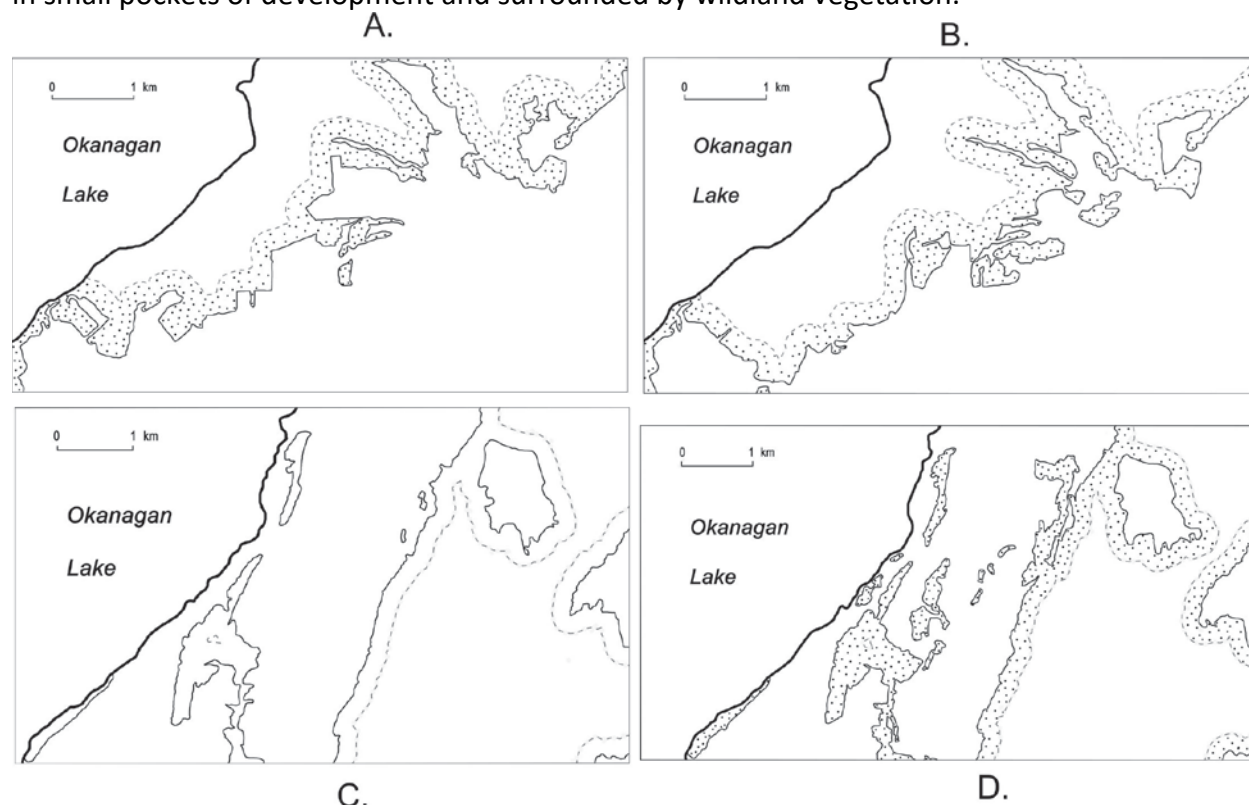 in small pockets of development and surrounded by wildland vegetation.
A.
B.
0 1 km
Okanagan
Lake
0 1 km
Okanagan
Lake
0 1 km
Okanagan
Lake
0 1 km
Okanagan
Lake
C.
D.